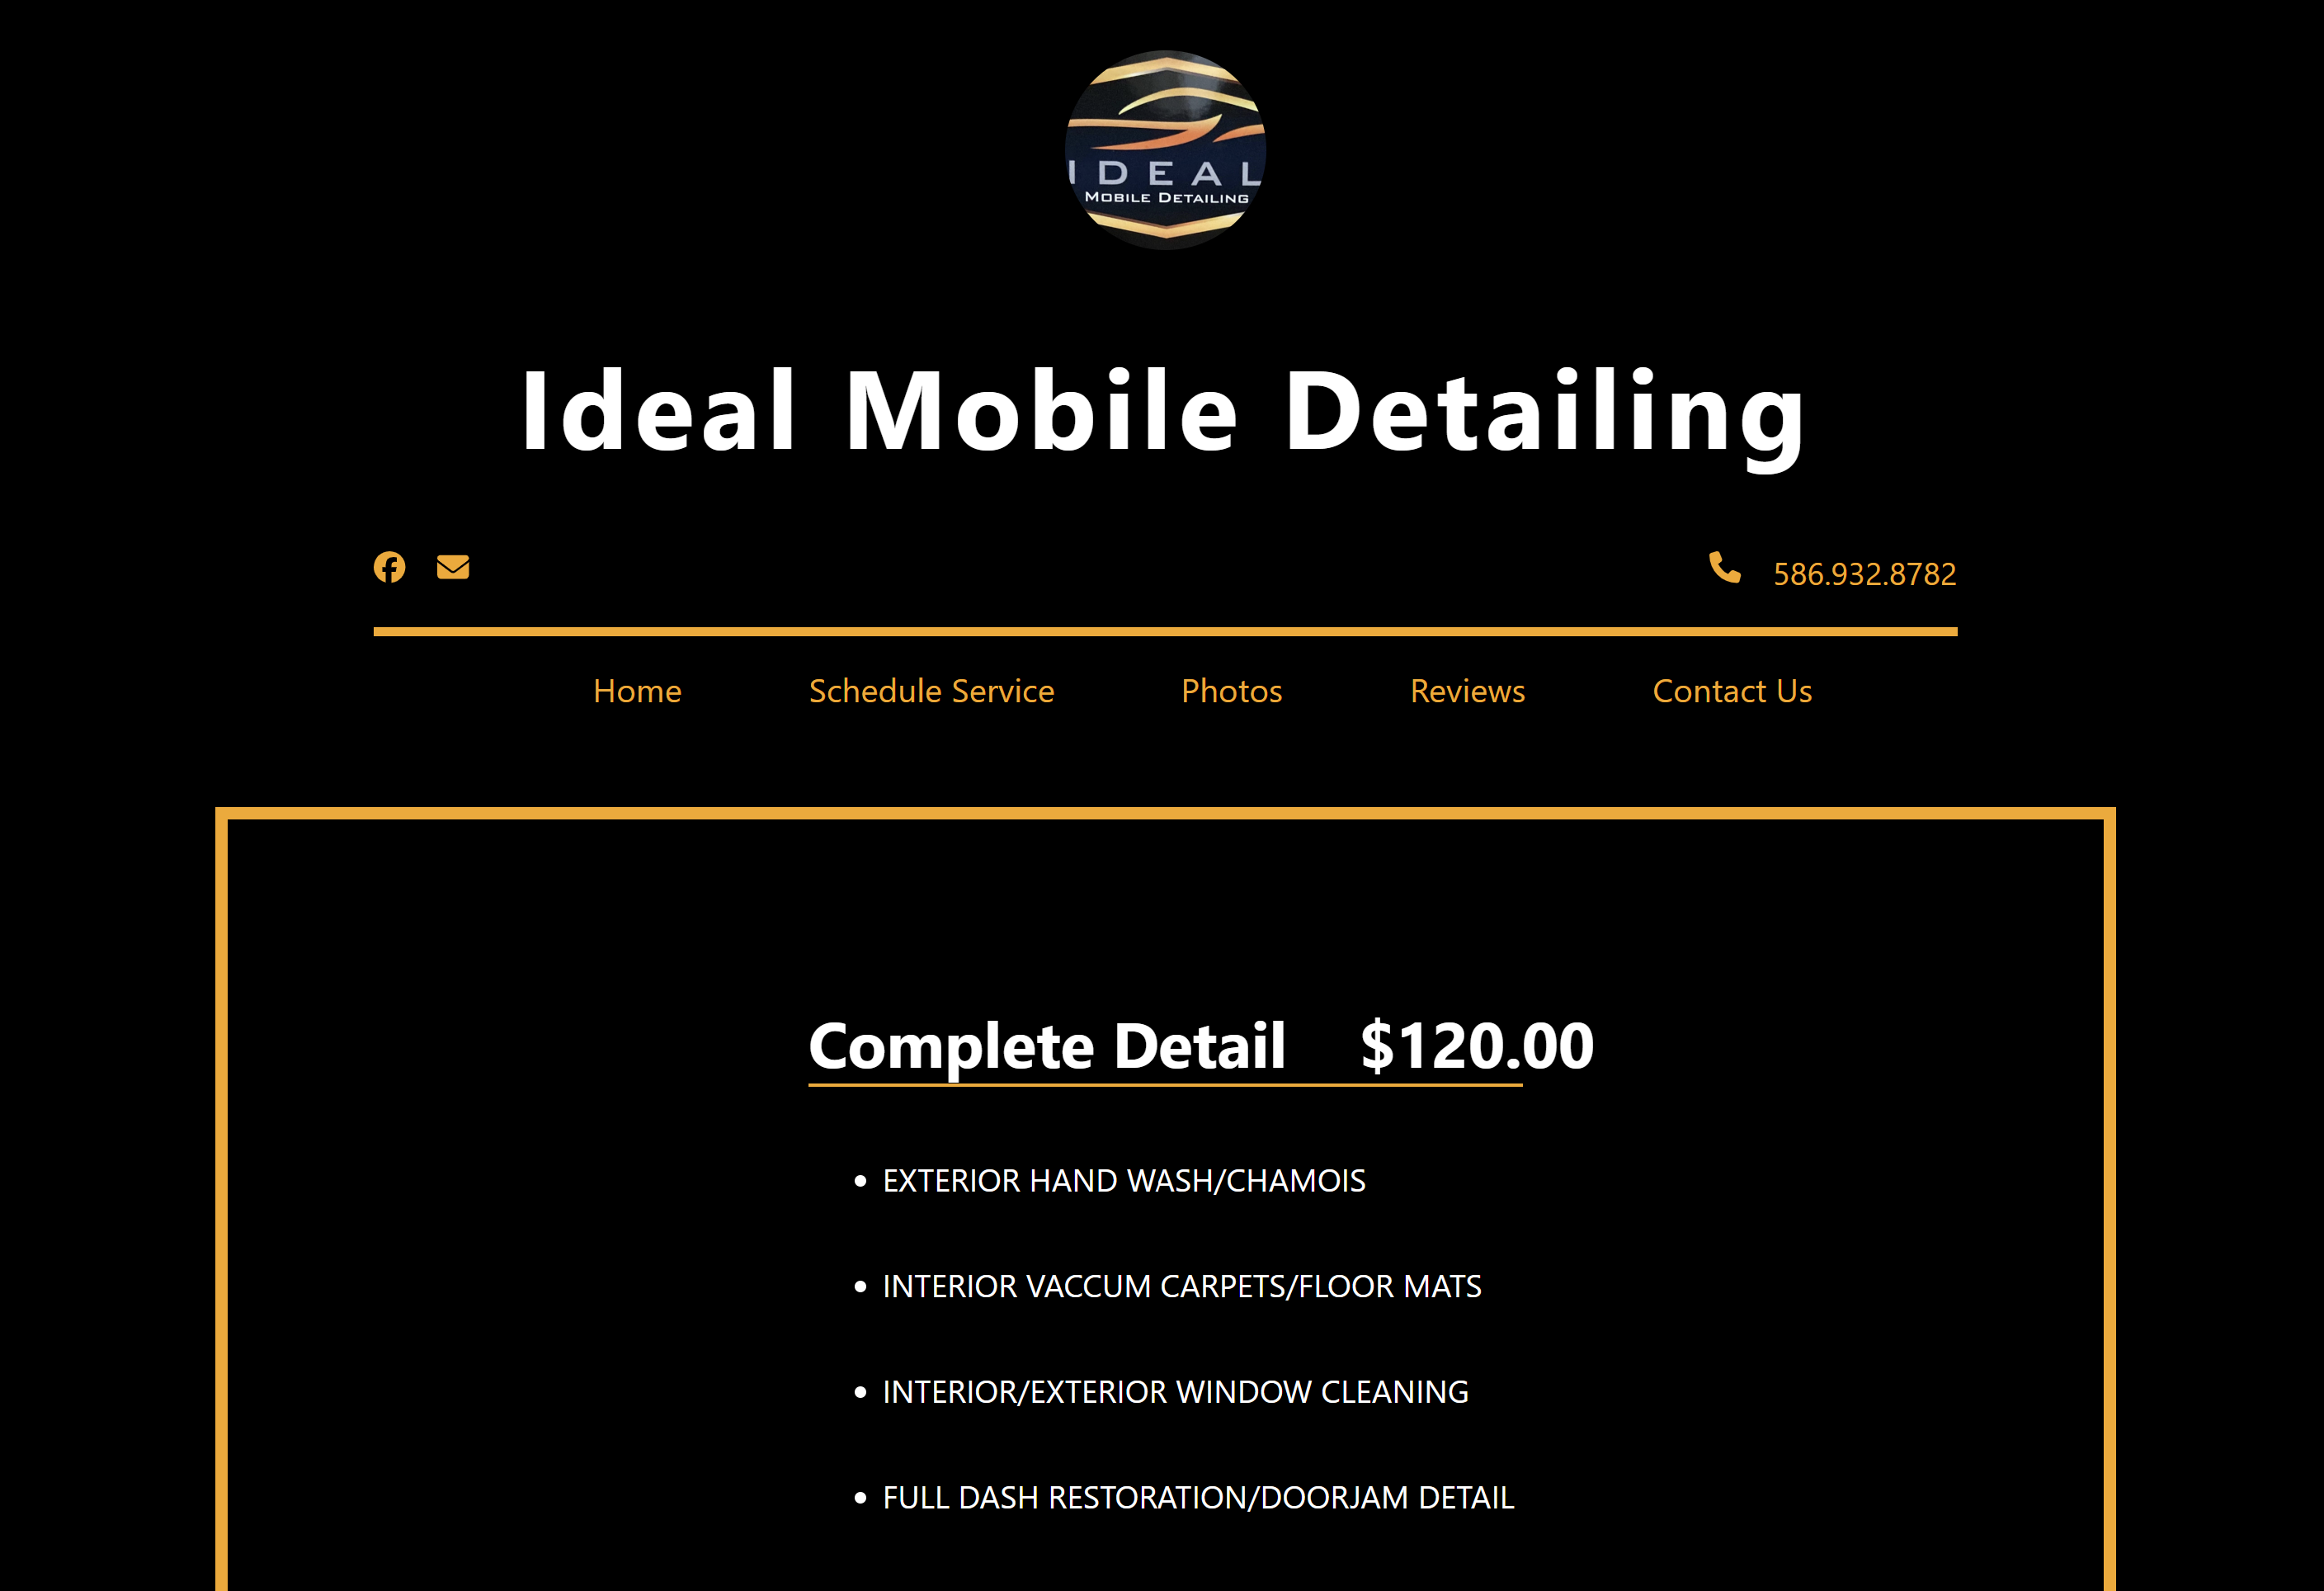 IDEAL
MOBILE DETAILING
Ideal Mobile Detailing
586.932.8782
Home Schedule Service Photos Reviews Contact Us
Complete Detail $120.00
• EXTERIOR HAND WASH/CHAMOIS
• INTERIOR VACCUM CARPETS/FLOOR MATS
• INTERIOR/EXTERIOR WINDOW CLEANING
• FULL DASH RESTORATION/DOORJAM DETAIL